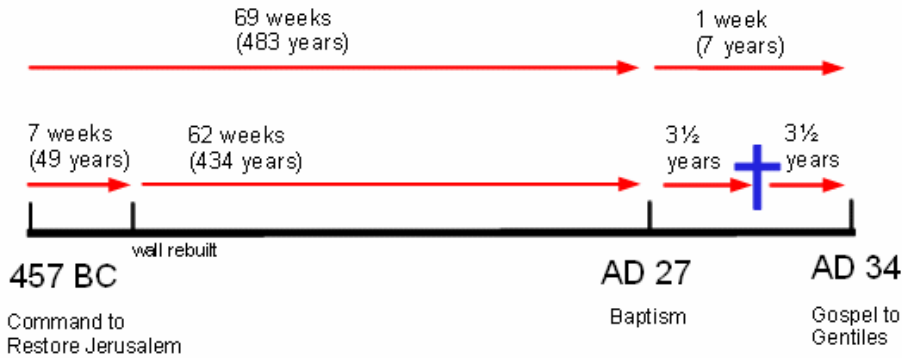 69 weeks
(483 years)
1 week
(7 years)
7 weeks
(49 years)
62 weeks
(434 years)
3½
years
3½
years
wall rebuilt
457 BC
AD 27
AD 34
Command to
Restore Jerusalem
Baptism
Gospel to
Gentiles